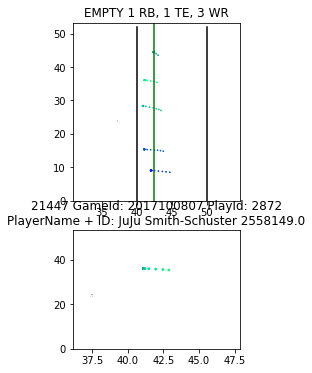 EMPTY 1 RB, 1 TE, 3 WR
50
40
30
20
10
0
35 40 45 50
21447 GameId: 2017100807 PlayId: 2872
PlayerName + ID: JuJu Smith-Schuster 2558149.0
40
20
0
37.5 40.0 42.5 45.0 47.5